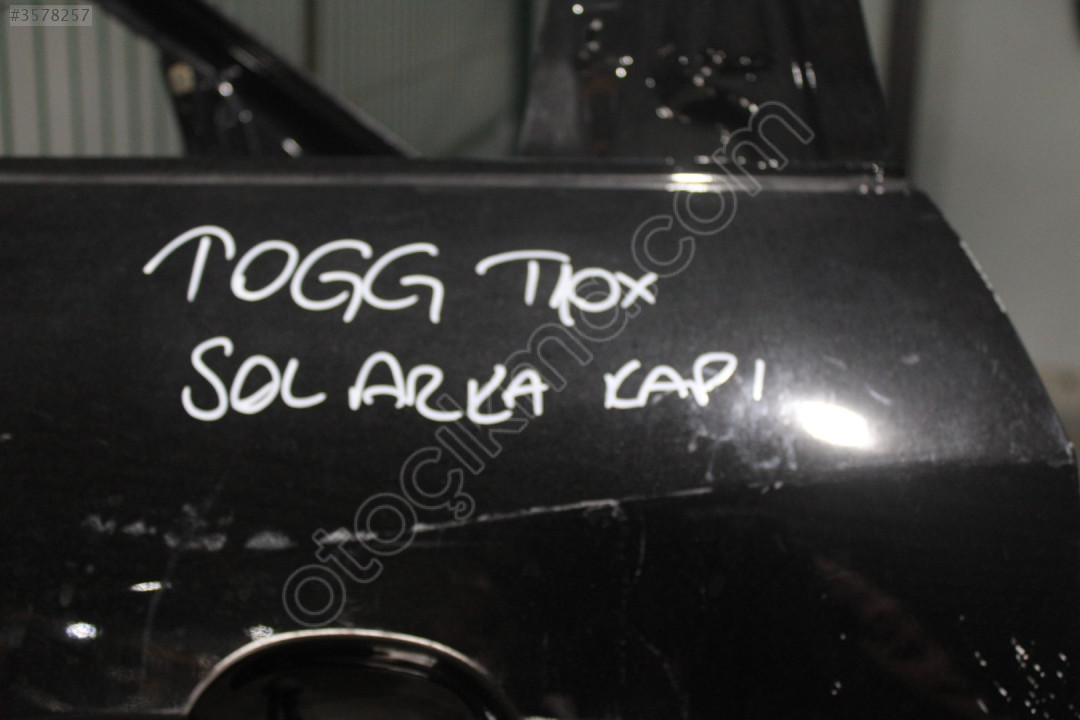 #3578257
TOGG T10X
SOL ARKA KAPI
otoçıkma.com